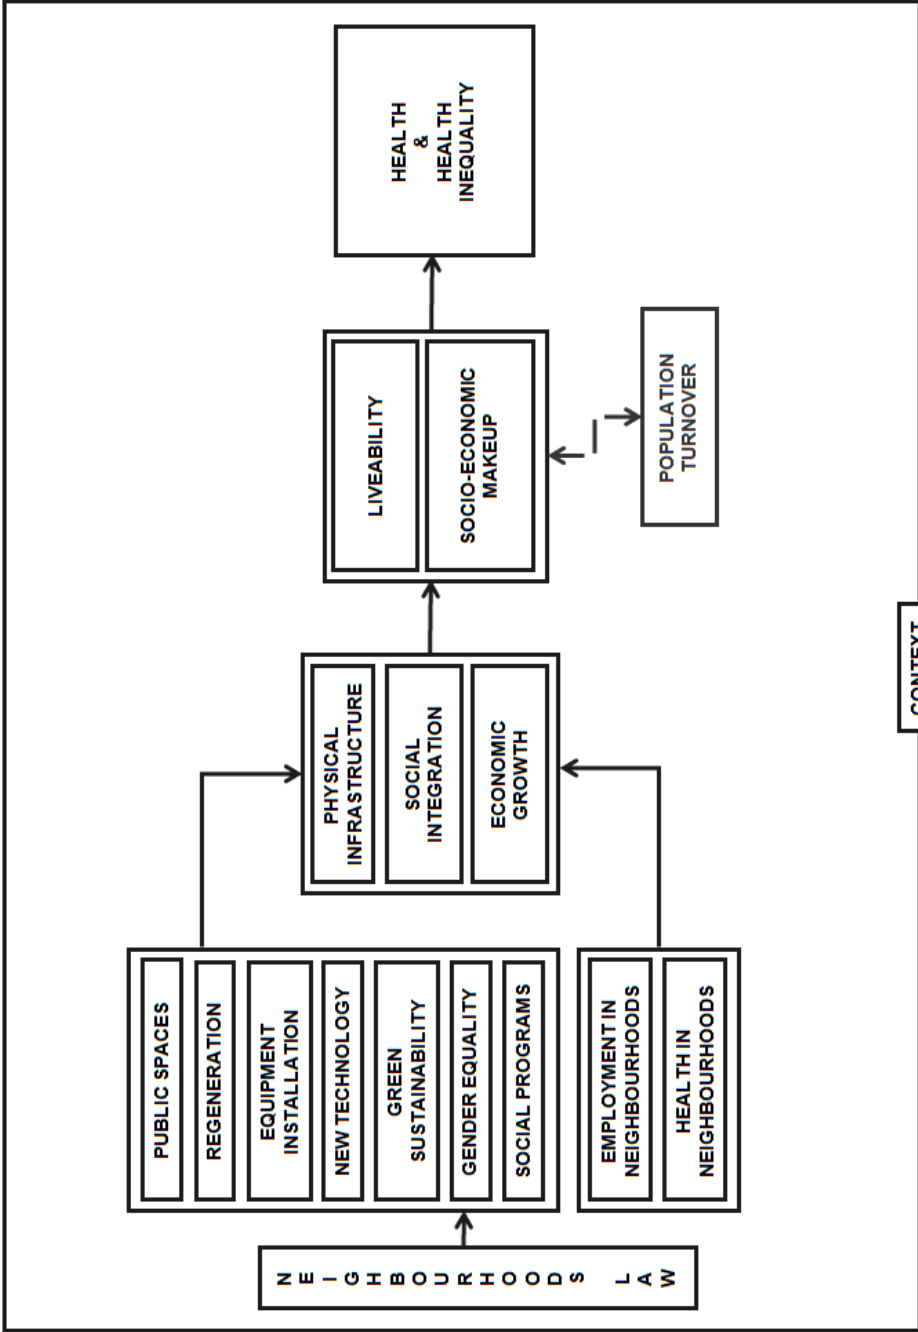 NEIGHBOURHOODS LAW
PUBLIC SPACES
REGENERATION
EQUIPMENT
INSTALLATION
NEW TECHNOLOGY
GREEN
SUSTAINABILITY
GENDER EQUALITY
SOCIAL PROGRAMS
EMPLOYMENT IN
NEIGHBOURHOODS
HEALTH IN
NEIGHBOURHOODS
PHYSICAL
INFRASTRUCTURE
SOCIAL
INTEGRATION
ECONOMIC
GROWTH
LIVEABILITY
SOCIO-ECONOMIC
MAKEUP
POPULATION
TURNOVER
HEALTH
&
HEALTH
INEQUALITY
CONTEXT